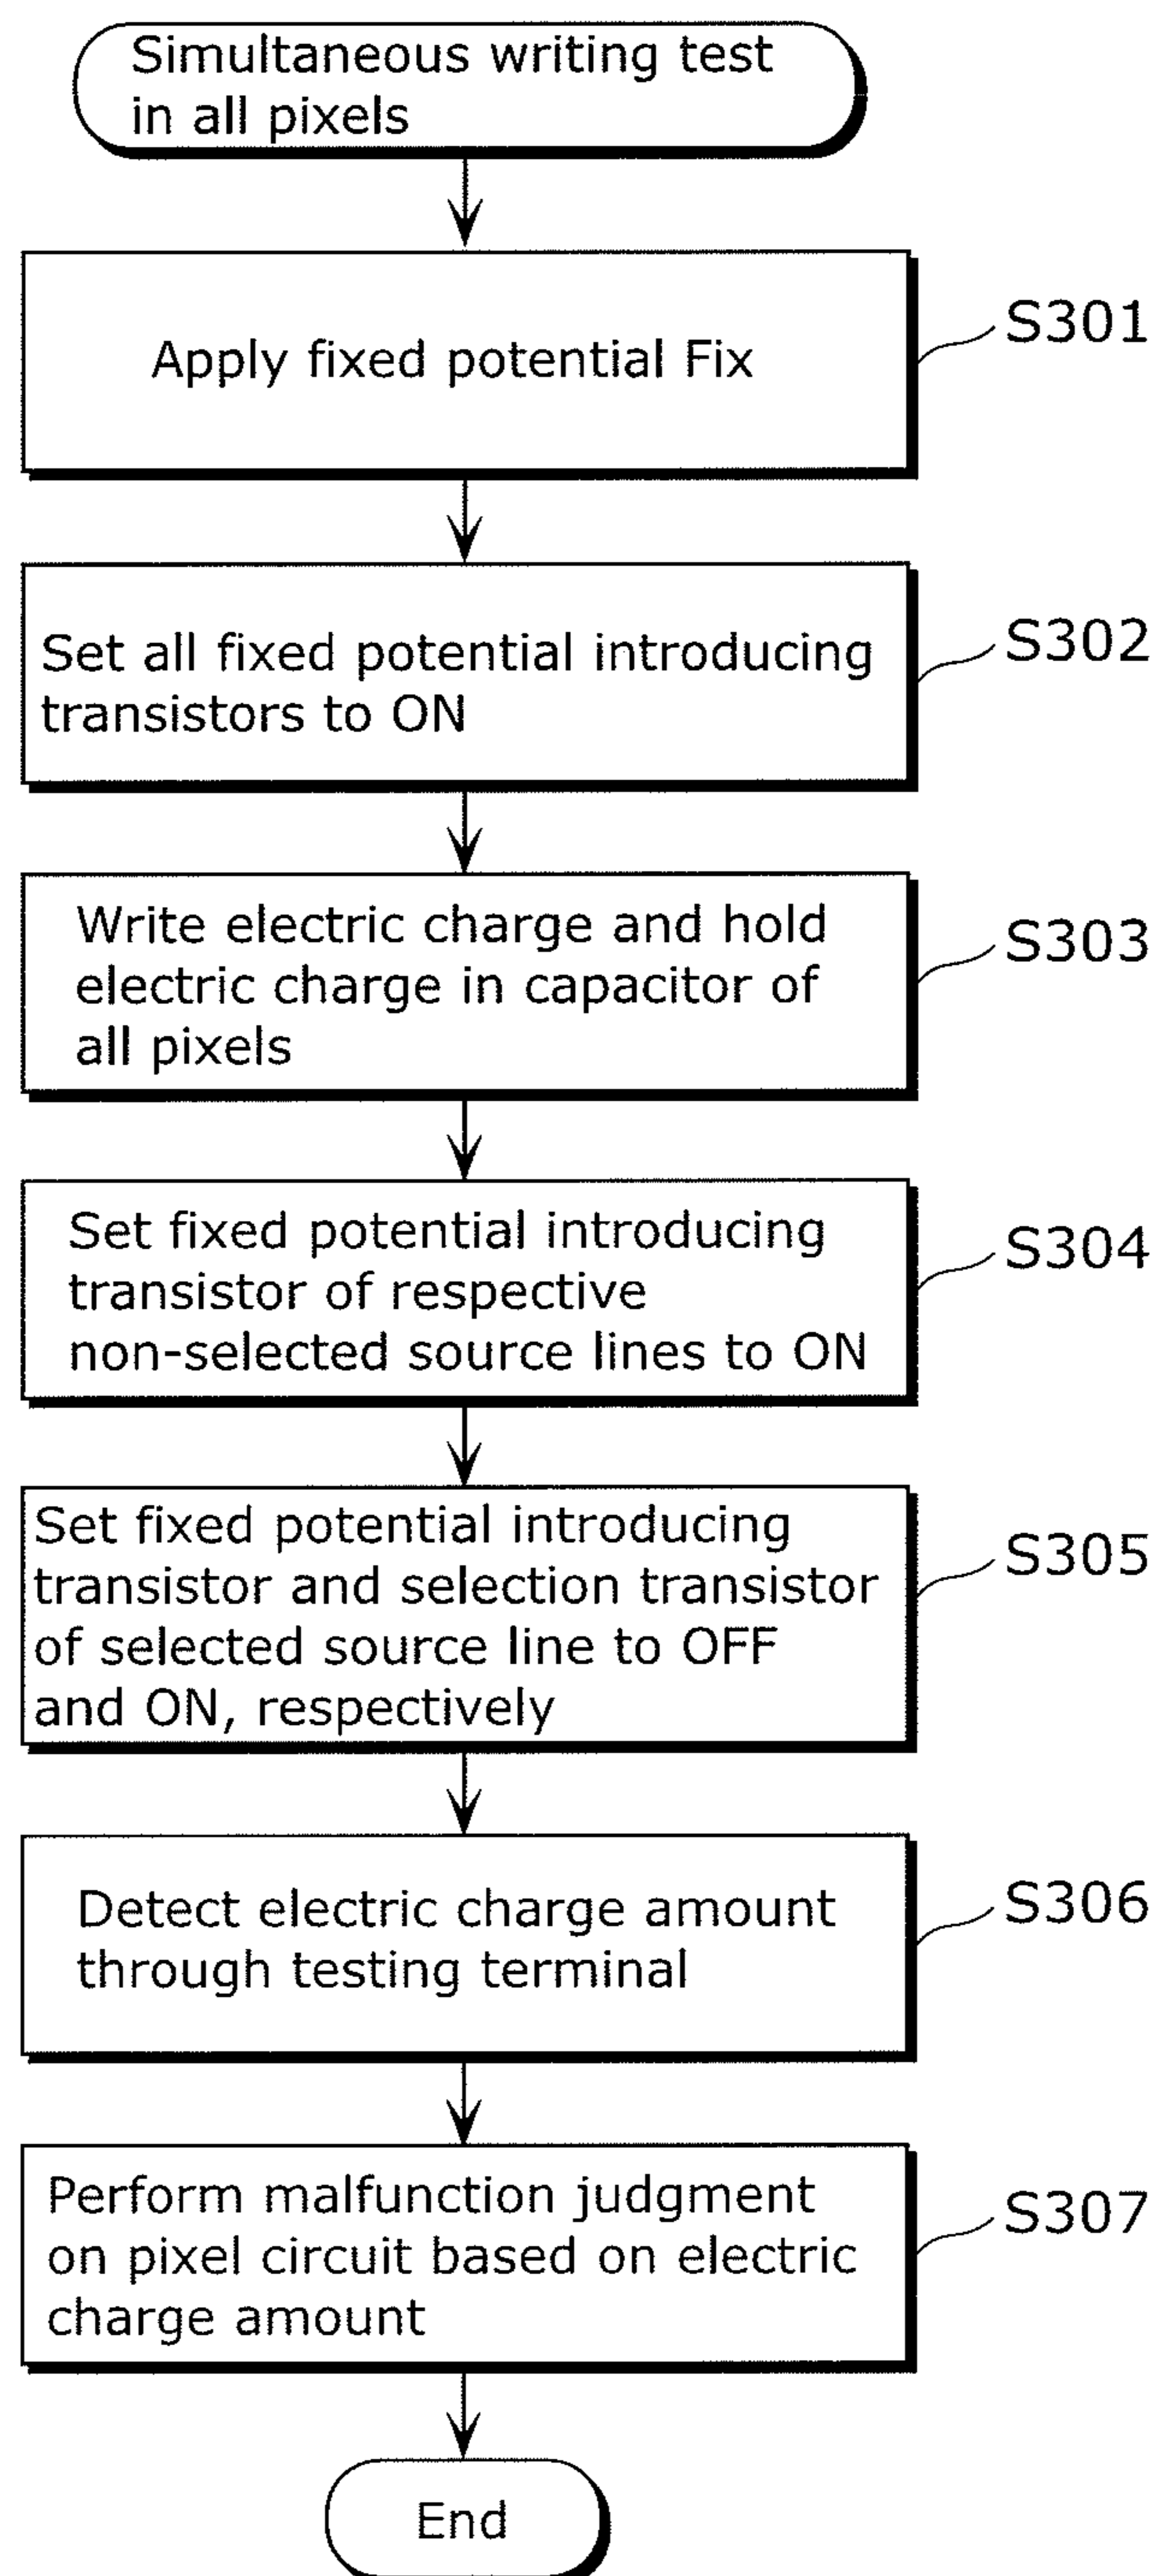 Simultaneous writing test
in all pixels
Apply fixed potential Fix
S301
Set all fixed potential introducing
transistors to ON
S302
Write electric charge and hold
electric charge in capacitor of
all pixels
S303
Set fixed potential introducing
transistor of respective
non-selected source lines to ON
S304
Set fixed potential introducing
transistor and selection transistor
of selected source line to OFF
and ON, respectively
S305
Detect electric charge amount
through testing terminal
S306
Perform malfunction judgment
on pixel circuit based on electric
charge amount
S307
End